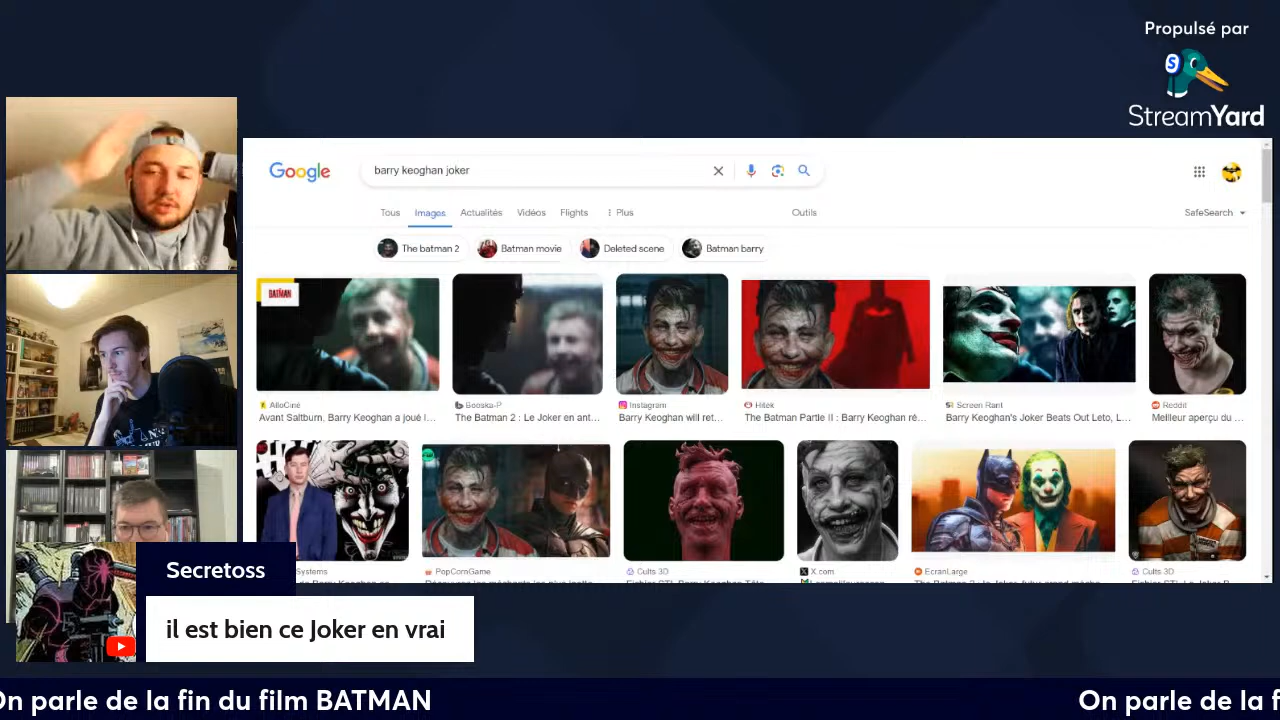 Propulsé par
StreamYard
Google
barry keoghan joker
Tous
Images
Actualités
Vidéos
Flights
Plus
Outils
SafeSearch
The batman 2
Batman movie
Deleted scene
Batman barry
BATMAN
AlloCiné
Avant Saltburn, Barry Keoghan a joué l...
Booska-P
The Batman 2 : Le Joker en ant...
Instagram
Barry Keoghan will ret...
Hitek
The Batman Partie II : Barry Keoghan ré...
Screen Rant
Barry Keoghan's Joker Beats Out Leto, L...
Reddit
Meilleur aperçu du ...
Systems
PopCornGame
Cults 3D
X.com
EcranLarge
Cults 3D
Secretoss
il est bien ce Joker en vrai
On parle de la fin du film BATMAN
On parle de la f